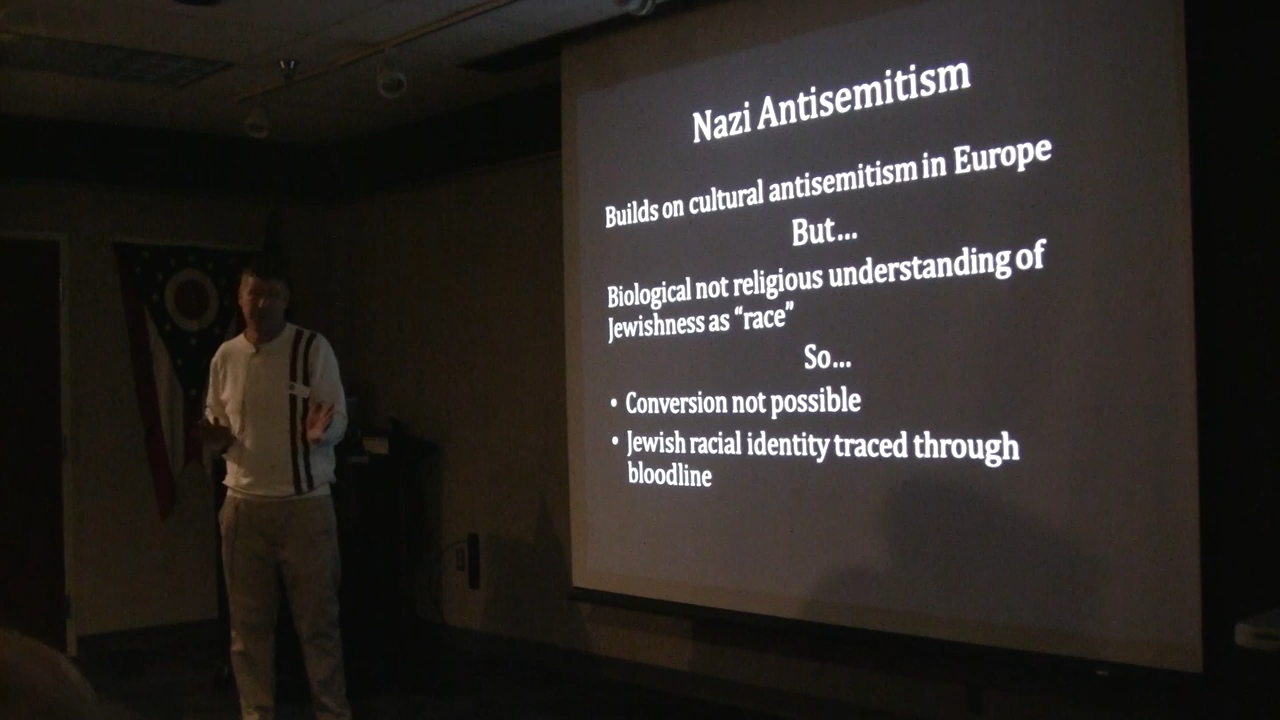 Nazi Antisemitism
Builds on cultural antisemitism in Europe
But...
Biological not religious understanding of
Jewishness as “race”
So...
• Conversion not possible
• Jewish racial identity traced through
bloodline